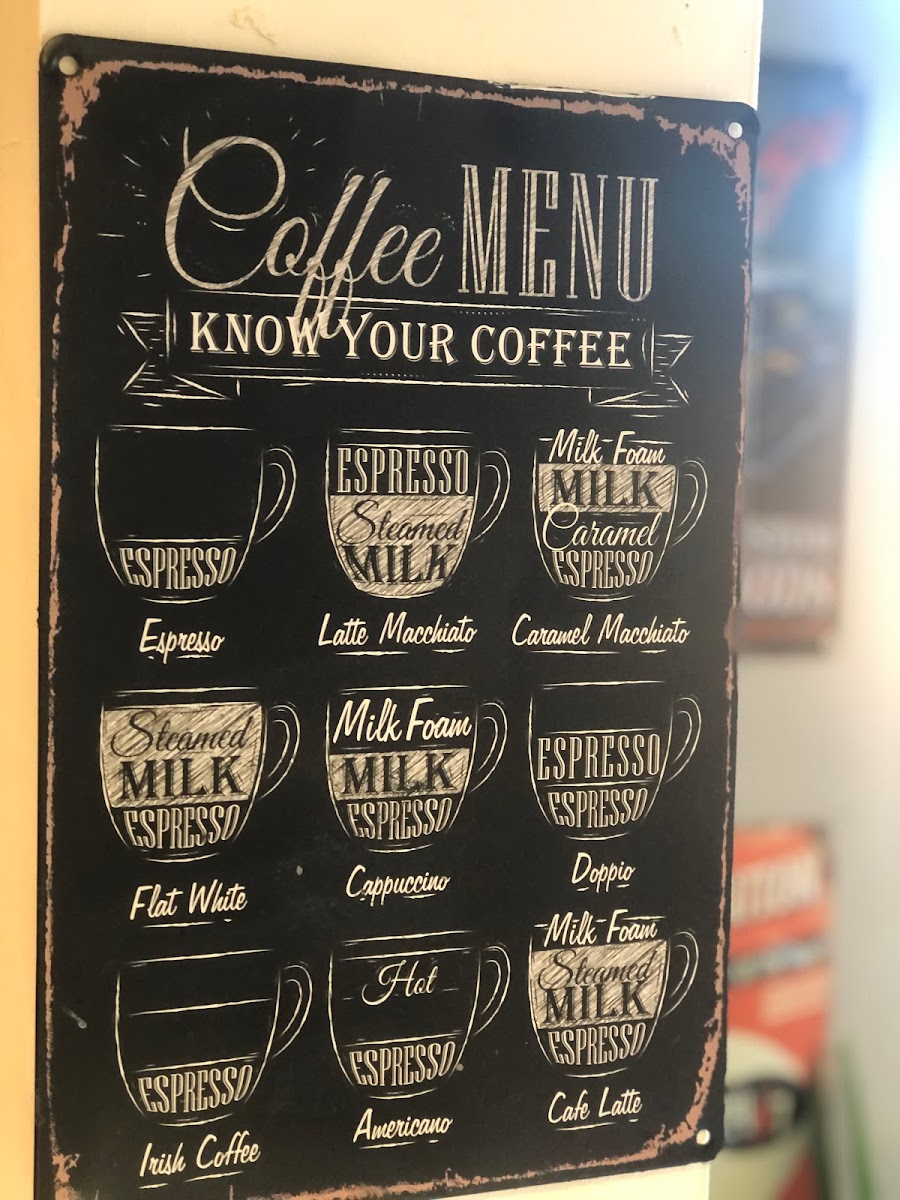 Coffee MENU
KNOW YOUR COFFEE
ESPRESSO
Espresso
ESPRESSO
Steamed
MILK
Latte Macchiato
Milk Foam
MILK
Caramel
ESPRESSO
Caramel Macchiato
Steamed
MILK
ESPRESSO
Flat White
Milk Foam
MILK
ESPRESSO
Cappuccino
ESPRESSO
ESPRESSO
Doppio
ESPRESSO
Irish Coffee
Hot
ESPRESSO
Americano
Milk Foam
Steamed
MILK
ESPRESSO
Cafe Latte